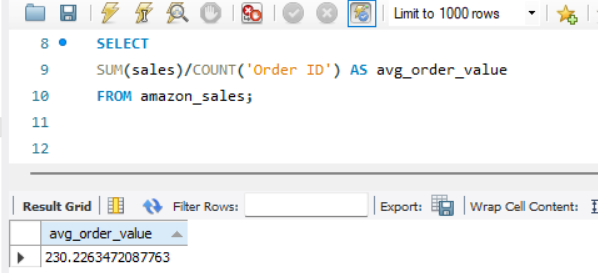 Limit to 1000 rows
8 SELECT
9 SUM(sales)/COUNT('Order ID') AS avg_order_value
10 FROM amazon_sales;
11
12
Result Grid Filter Rows: Export: Wrap Cell Content:
avg_order_value
230.2263472087763